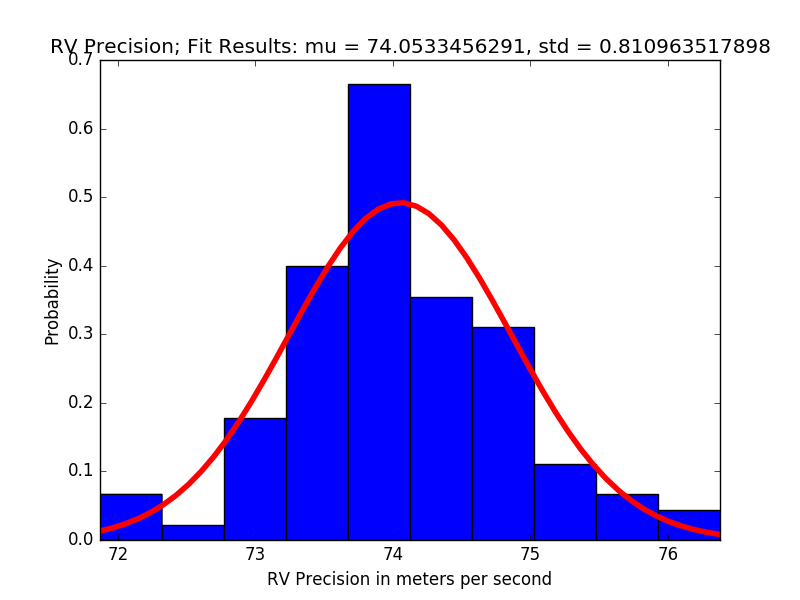 RV Precision; Fit Results: mu = 74.0533456291, std = 0.810963517898
0.7
0.6
0.5
0.4
0.3
0.2
0.1
0.0
Probability
72 73 74 75 76
RV Precision in meters per second